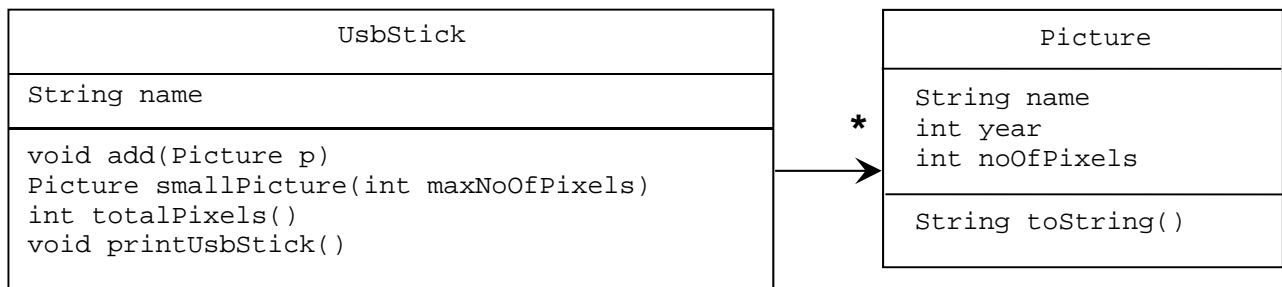 UsbStick
String name
void add(Picture p)
Picture smallPicture(int maxNoOfPixels)
int totalPixels()
void printUsbStick()
*
Picture
String name
int year
int noOfPixels
String toString()